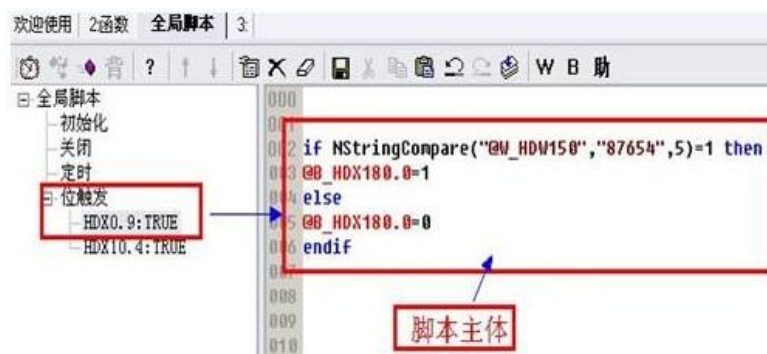 欢迎使用 2函数 全局脚本 3:
? W B 助
全局脚本
初始化
关闭
定时
位触发
HDX0.9:TRUE
HDX10.4:TRUE
000
001
002 if NStringCompare("@W_HDW150","87654",5)=1 then
003 @B_HDX180.0=1
004 else
005 @B_HDX180.0=0
006 endif
007
008
009
010
脚本主体